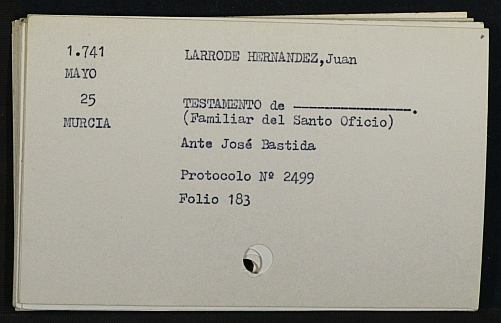 1.741 LARRODE HERNANDEZ,Juan
MAYO
25 TESTAMENTO de ——————————.
(Familiar del Santo Oficio)
MURCIA
Ante José Bastida
Protocolo Nº 2499
Folio 183